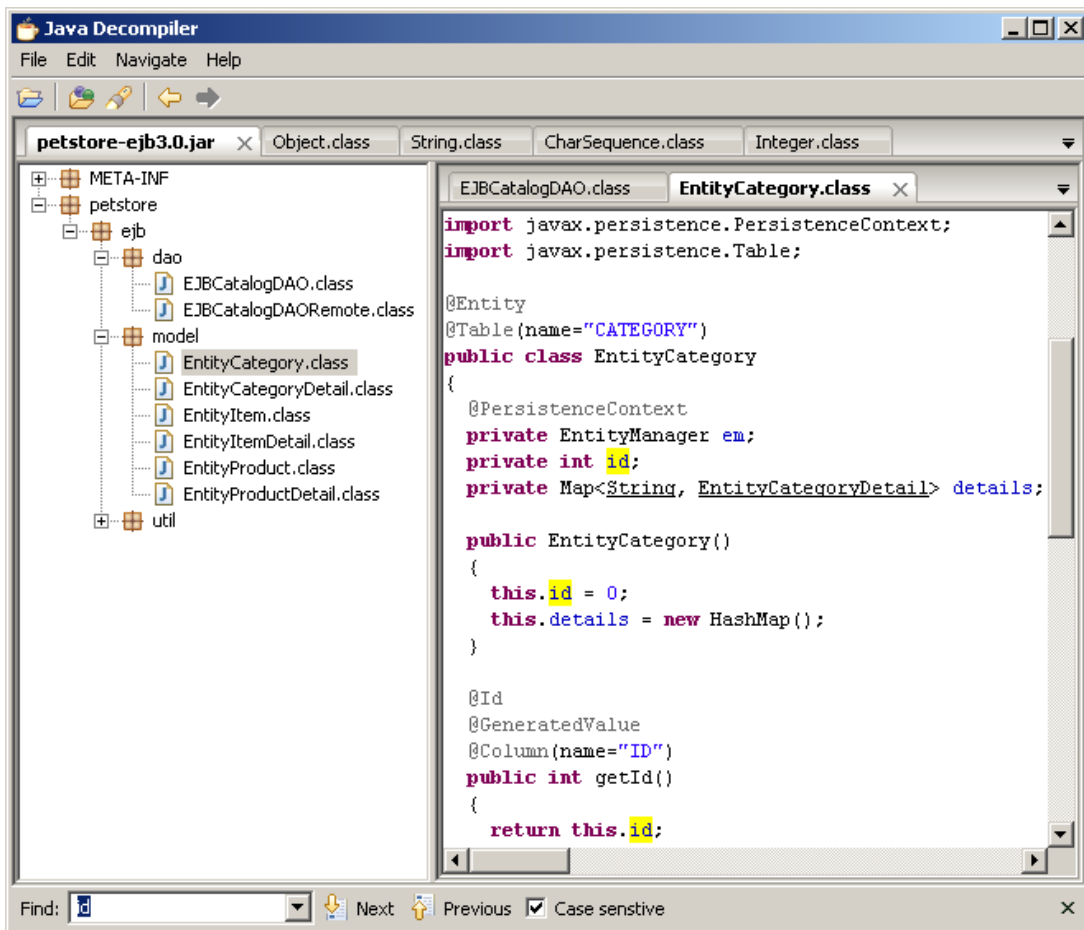 Java Decompiler
File Edit Navigate Help
petstore-ejb3.0.jar Object.class String.class CharSequence.class Integer.class
META-INF
petstore
ejb
dao
EJBCatalogDAO.class
EJBCatalogDAORemote.class
model
EntityCategory.class
EntityCategoryDetail.class
EntityItem.class
EntityItemDetail.class
EntityProduct.class
EntityProductDetail.class
util
EJBCatalogDAO.class EntityCategory.class
import javax.persistence.PersistenceContext;
import javax.persistence.Table;
@Entity
@Table(name="CATEGORY")
public class EntityCategory
{
@PersistenceContext
private EntityManager em;
private int id;
private Map<String, EntityCategoryDetail> details;
public EntityCategory()
{
this.id = 0;
this.details = new HashMap();
}
@Id
@GeneratedValue
@Column(name="ID")
public int getId()
{
return this.id;
Find: id Next Previous Case senstive